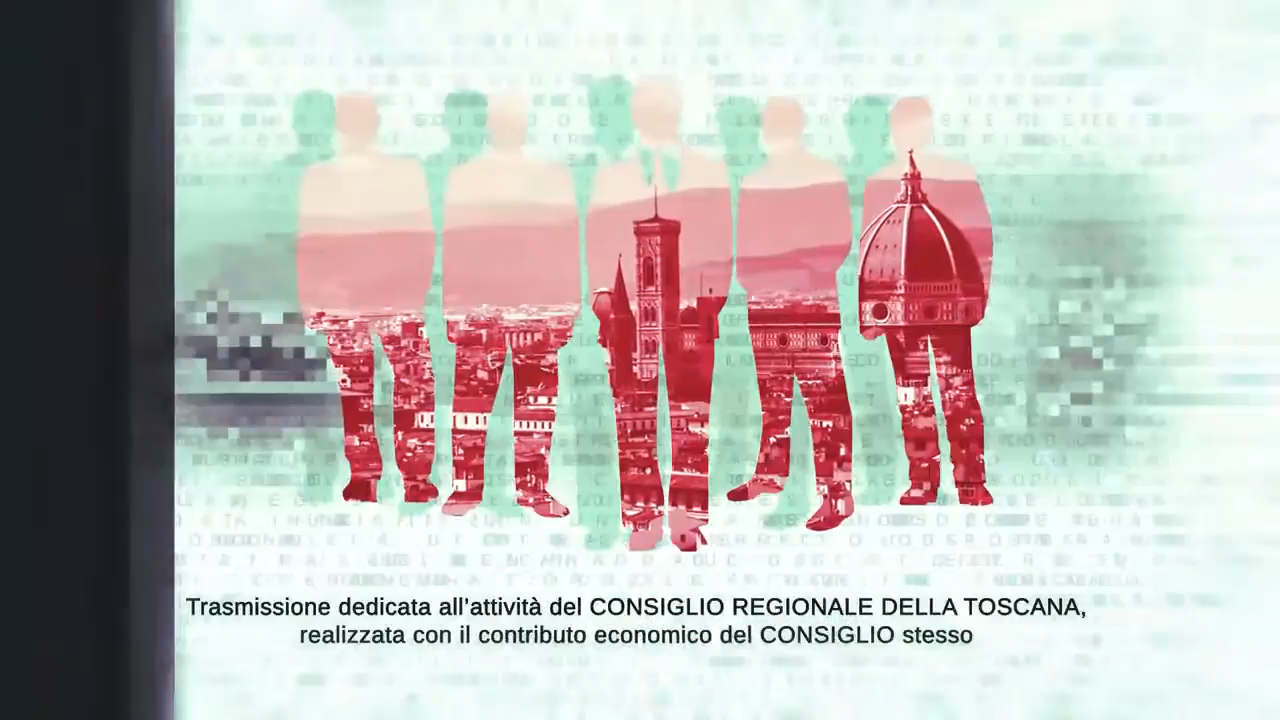 Trasmissione dedicata all'attività del CONSIGLIO REGIONALE DELLA TOSCANA,
realizzata con il contributo economico del CONSIGLIO stesso